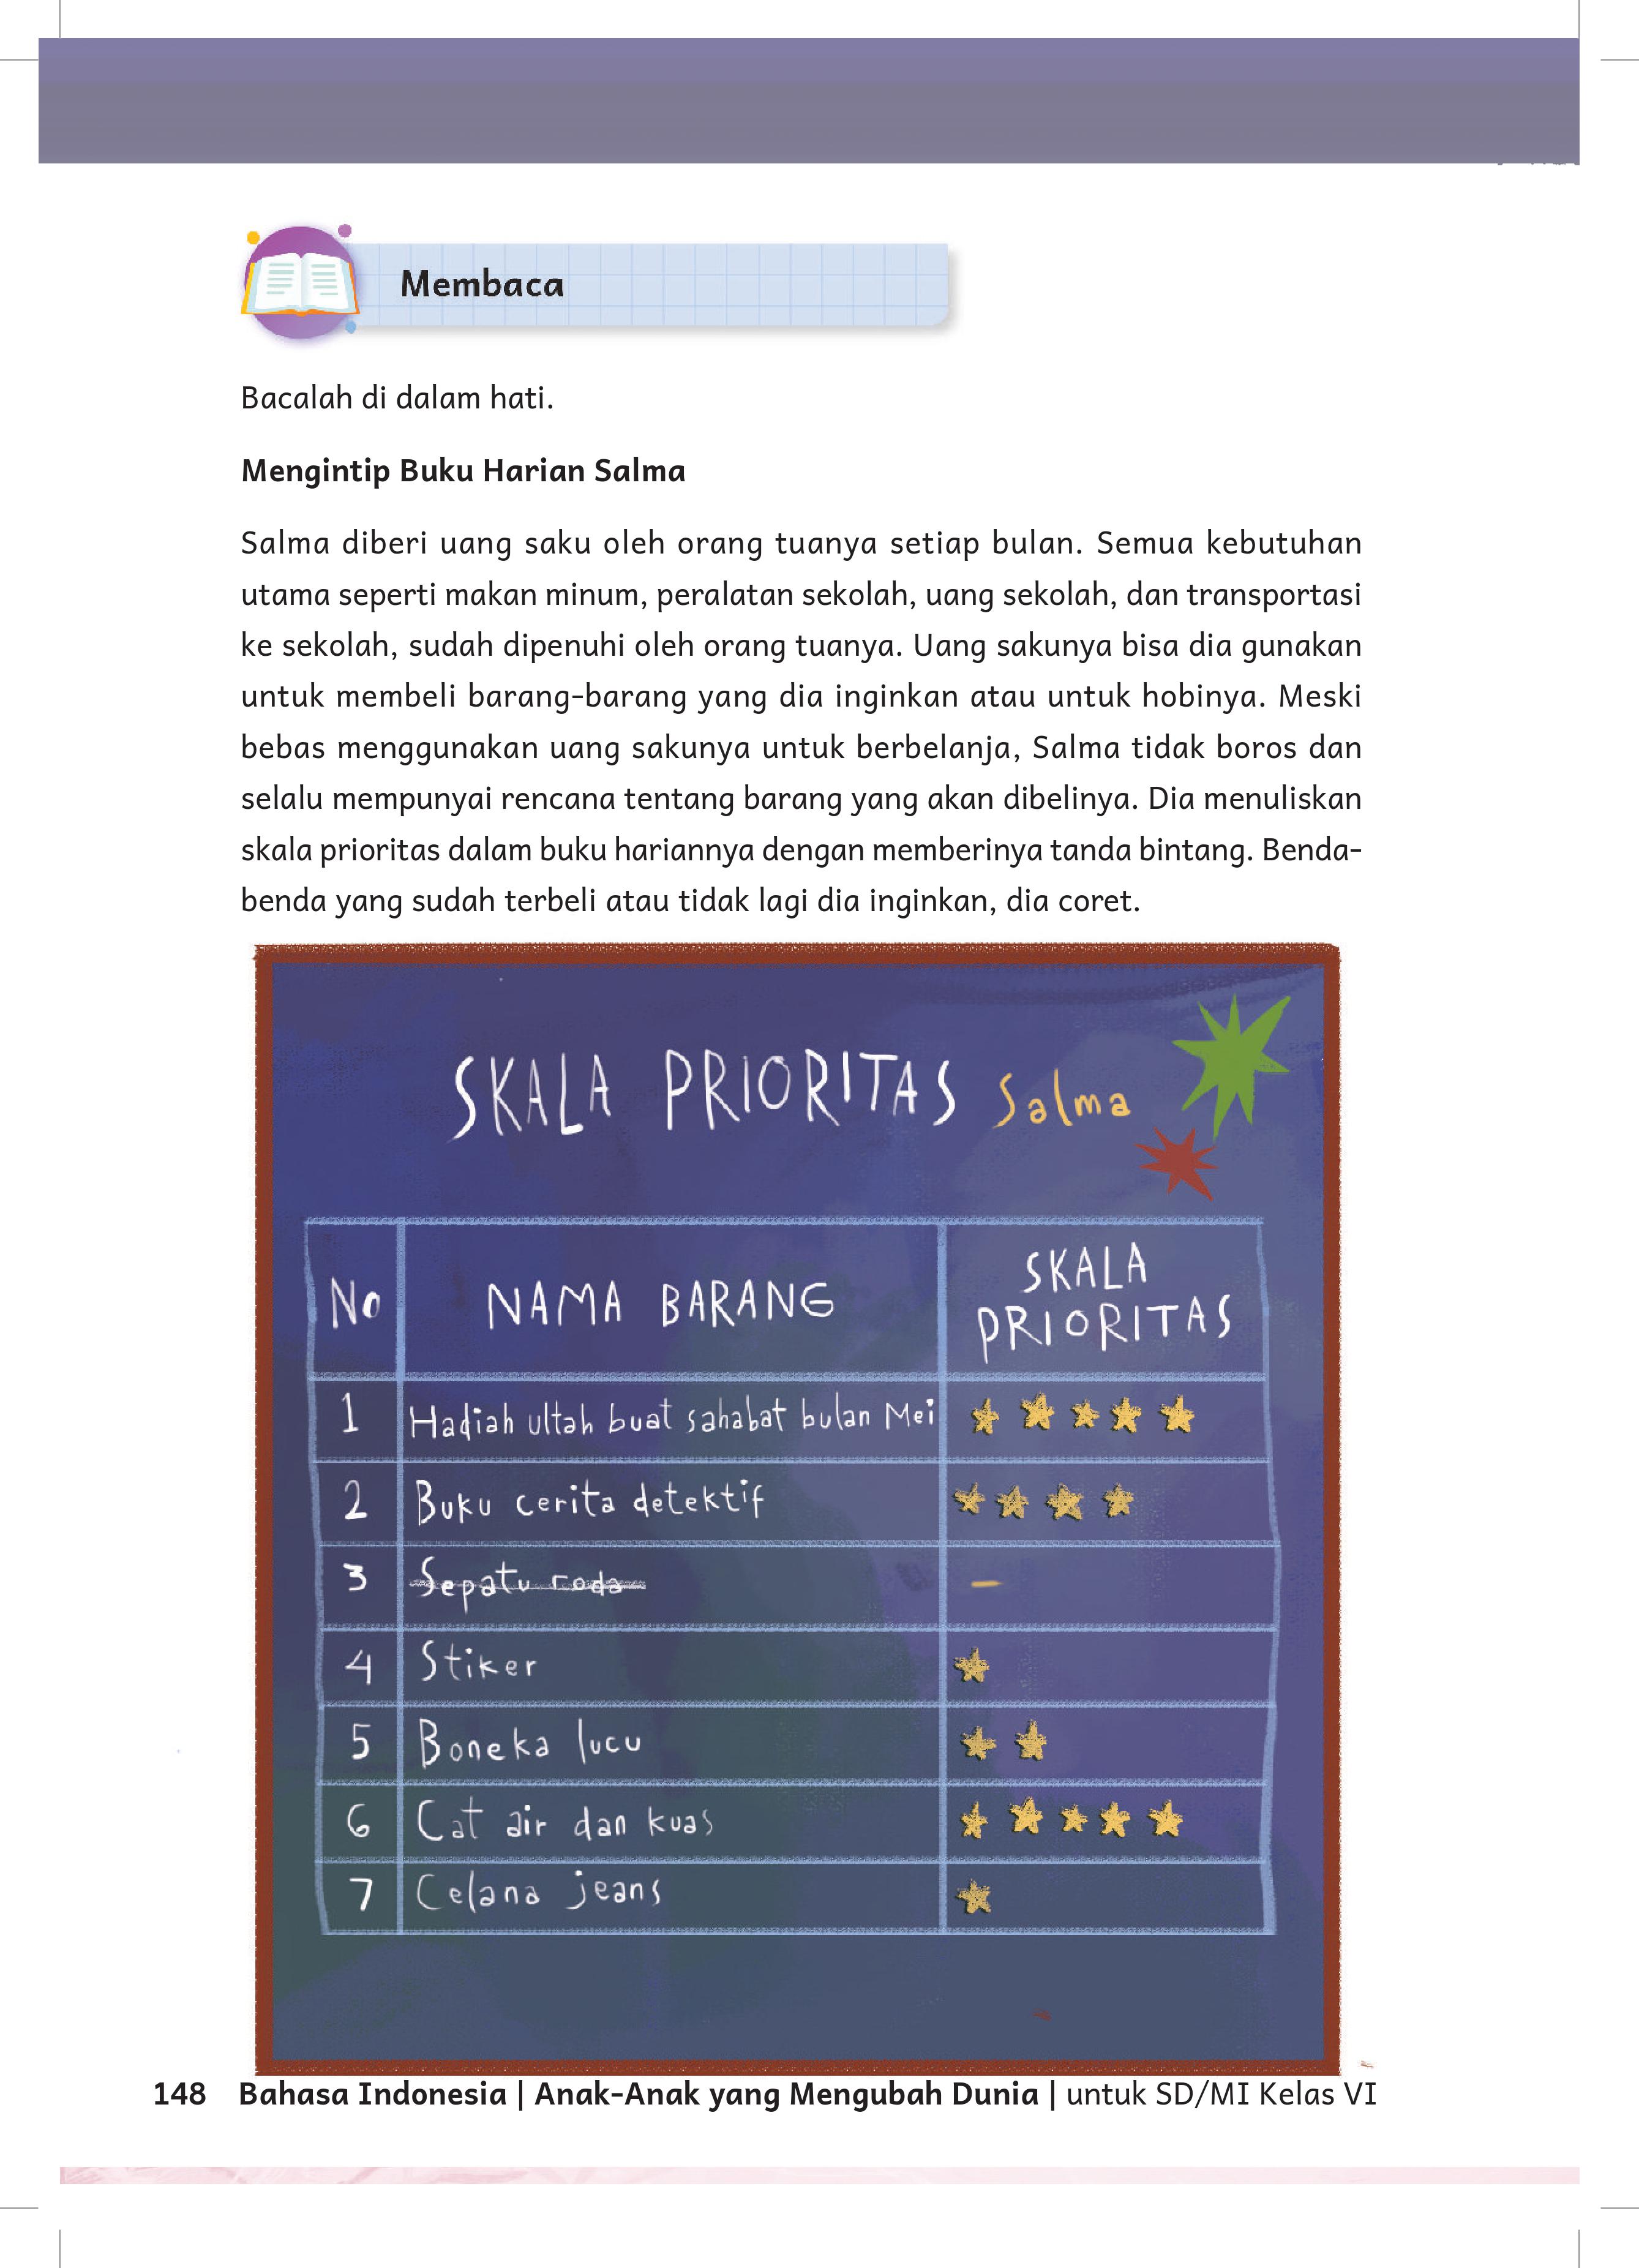 Membaca
Bacalah di dalam hati.
Mengintip Buku Harian Salma
Salma diberi uang saku oleh orang tuanya setiap bulan. Semua kebutuhan
utama seperti makan minum, peralatan sekolah, uang sekolah, dan transportasi
ke sekolah, sudah dipenuhi oleh orang tuanya. Uang sakunya bisa dia gunakan
untuk membeli barang-barang yang dia inginkan atau untuk hobinya. Meski
bebas menggunakan uang sakunya untuk berbelanja, Salma tidak boros dan
selalu mempunyai rencana tentang barang yang akan dibelinya. Dia menuliskan
skala prioritas dalam buku hariannya dengan memberinya tanda bintang. Benda-
benda yang sudah terbeli atau tidak lagi dia inginkan, dia coret.
SKALA PRIORITAS Salma
No NAMA BARANG SKALA PRIORITAS
1 Hadiah ultah buat sahabat bulan Mei ★★★★★
2 Buku cerita detektif ★★★★
3 Sepatu roda –
4 Stiker ★
5 Boneka lucu ★★
6 Cat air dan kuas ★★★★★
7 Celana jeans ★
148 Bahasa Indonesia | Anak-Anak yang Mengubah Dunia | untuk SD/MI Kelas VI